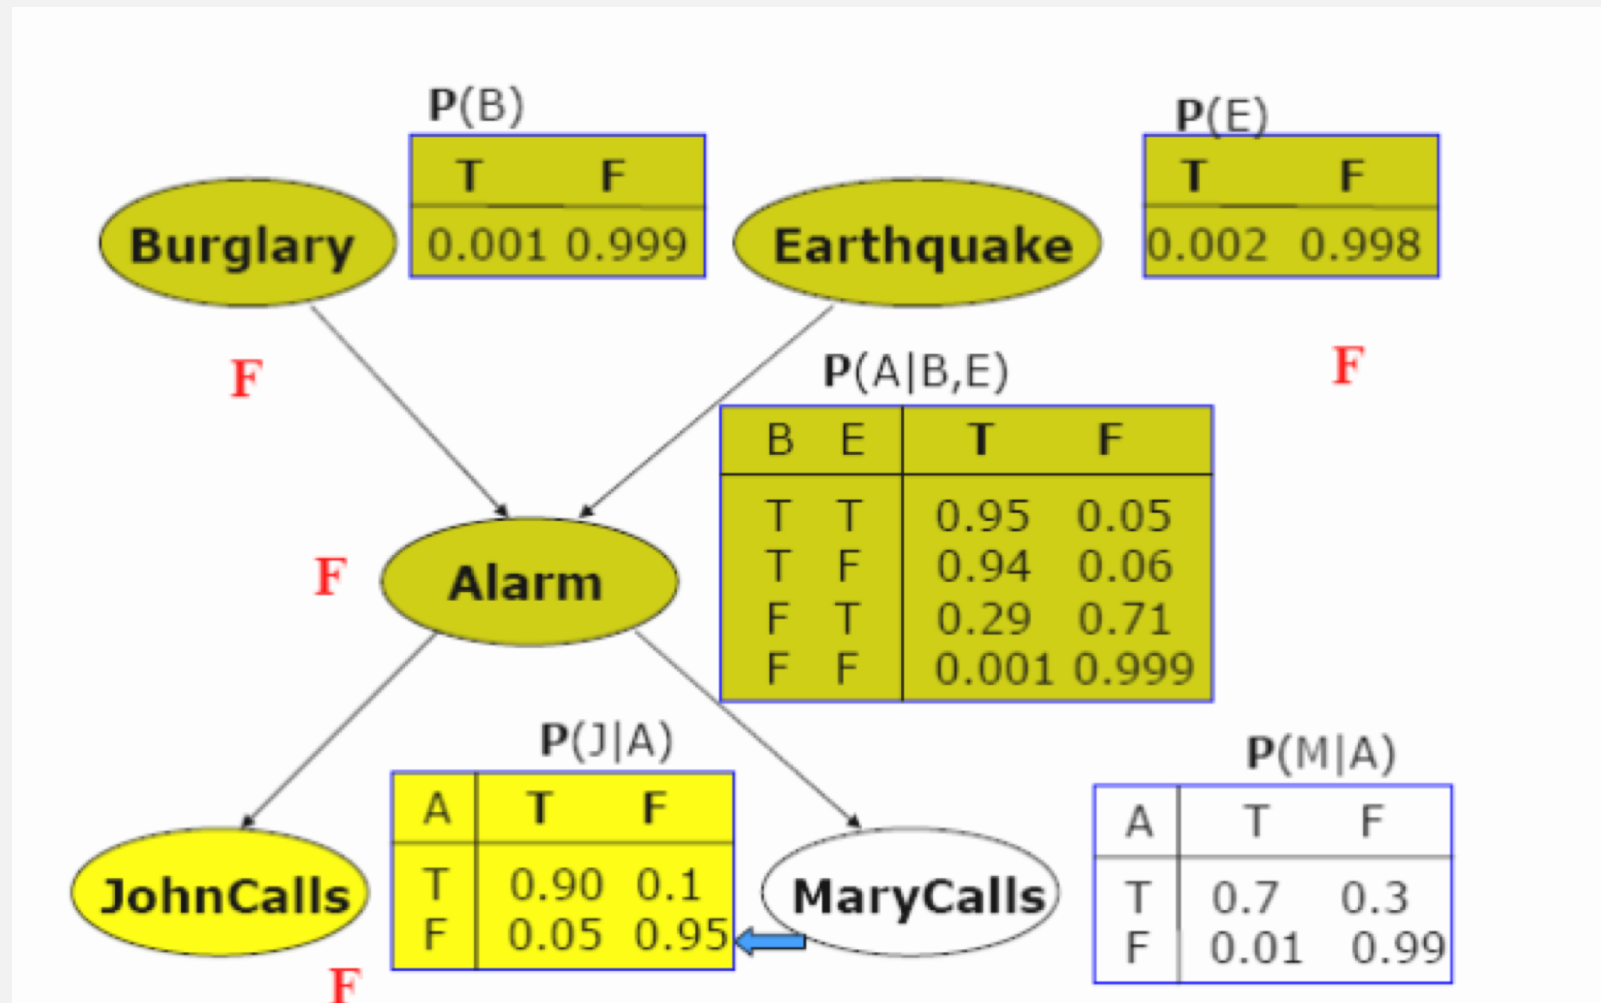 P(B)
T F
0.001 0.999
Burglary
P(E)
T F
0.002 0.998
Earthquake
F
F
P(A|B,E)
B E T F
T T 0.95 0.05
T F 0.94 0.06
F T 0.29 0.71
F F 0.001 0.999
F
Alarm
P(J|A)
A T F
T 0.90 0.1
F 0.05 0.95
JohnCalls
F
MaryCalls
P(M|A)
A T F
T 0.7 0.3
F 0.01 0.99